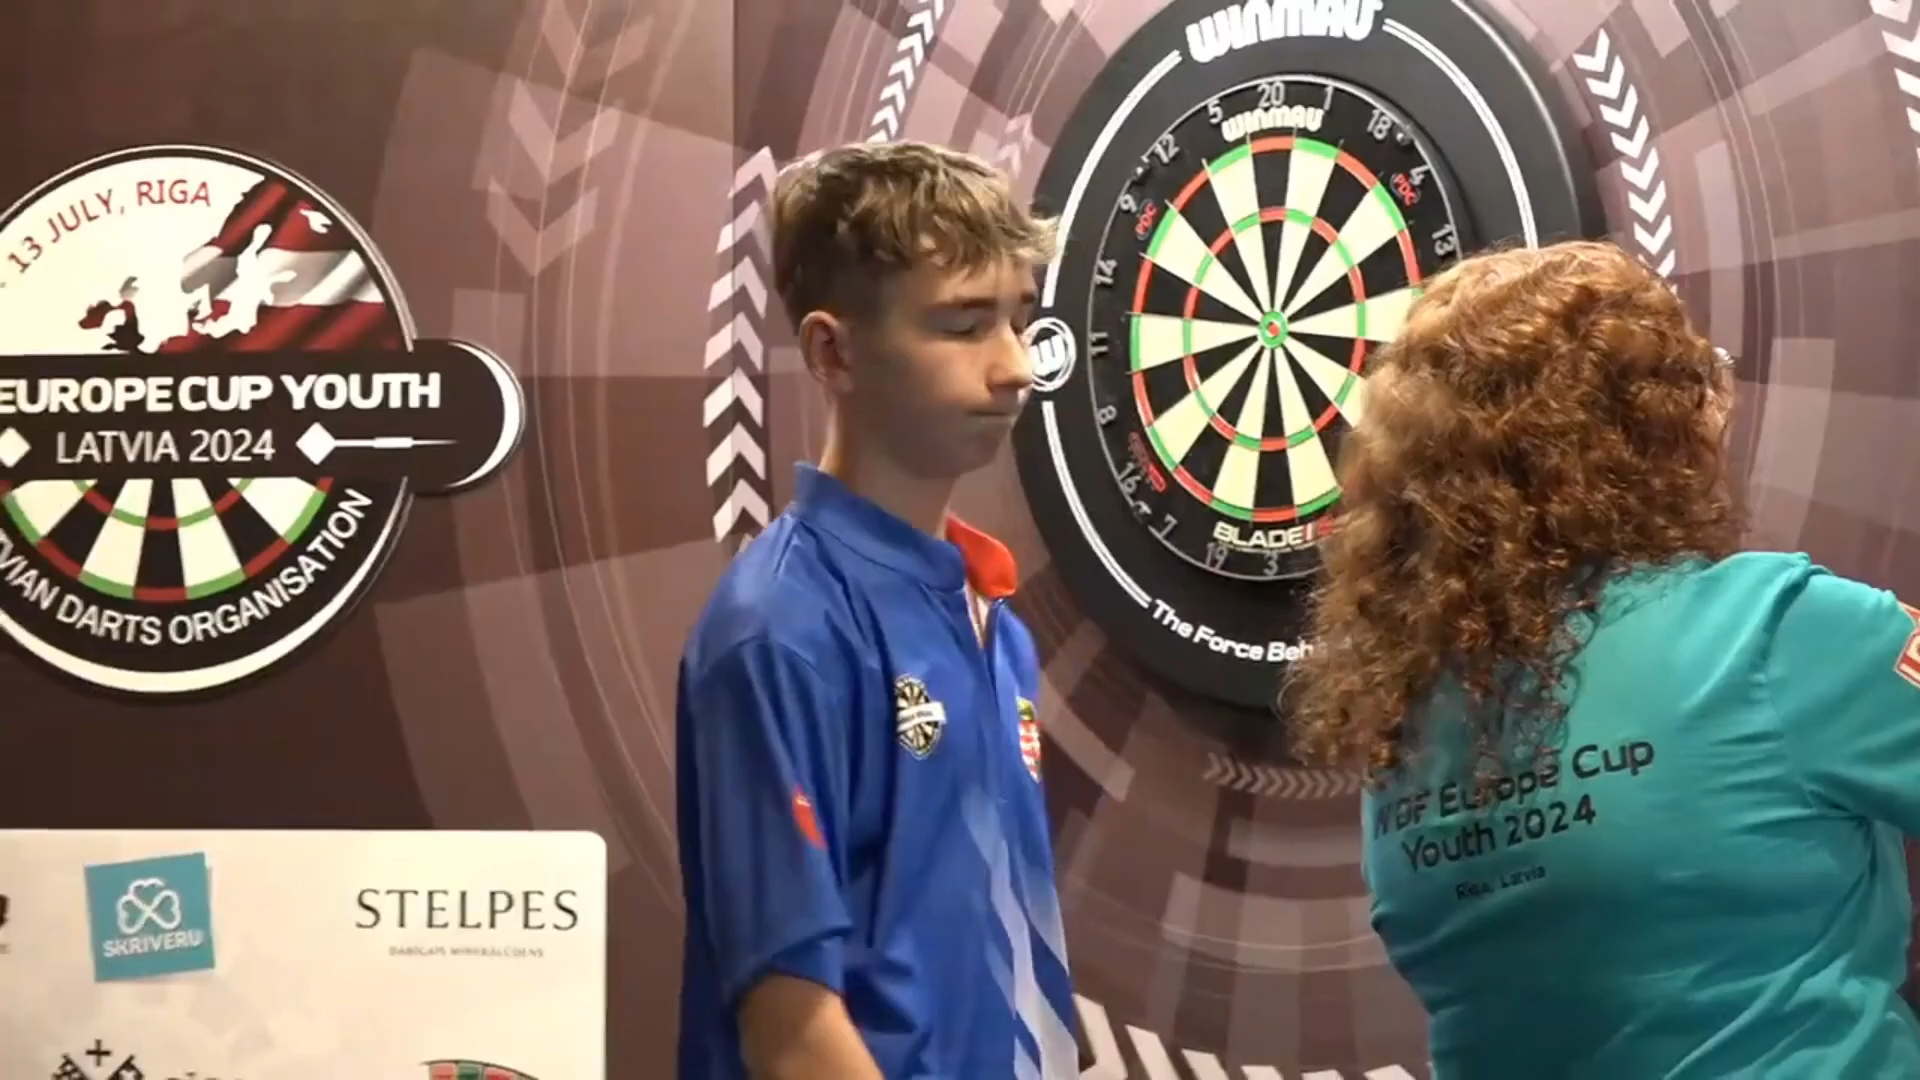 13 JULY, RIGA
EUROPE CUP YOUTH
LATVIA 2024
DARTS ORGANISATION
SKRIVERU
STELPES
WINMAU
WINMAU
5 20 1 18 4 13
12 9 14 11 8 16 7 19 3
PDC
PDC
BLADE
The Force
WDF Europe Cup
Youth 2024
Riga, Latvia